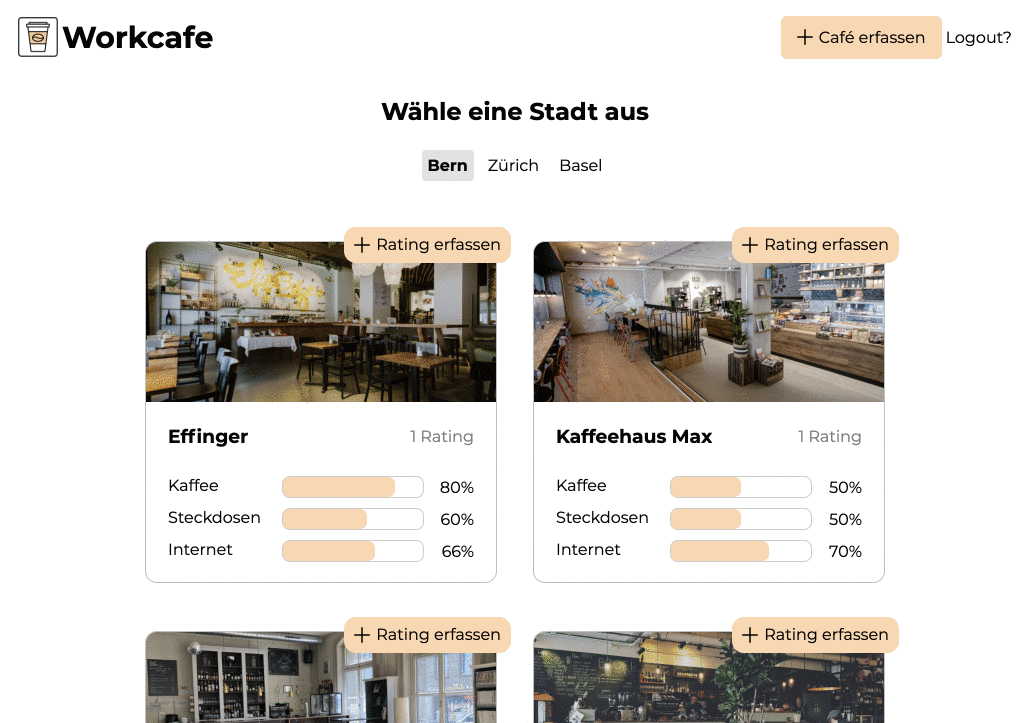 Workcafe
Café erfassen
Logout?
Wähle eine Stadt aus
Bern Zürich Basel
Rating erfassen
Rating erfassen
Effinger
1 Rating
Kaffee 80%
Steckdosen 60%
Internet 66%
Kaffeehaus Max
1 Rating
Kaffee 50%
Steckdosen 50%
Internet 70%
Rating erfassen
Rating erfassen